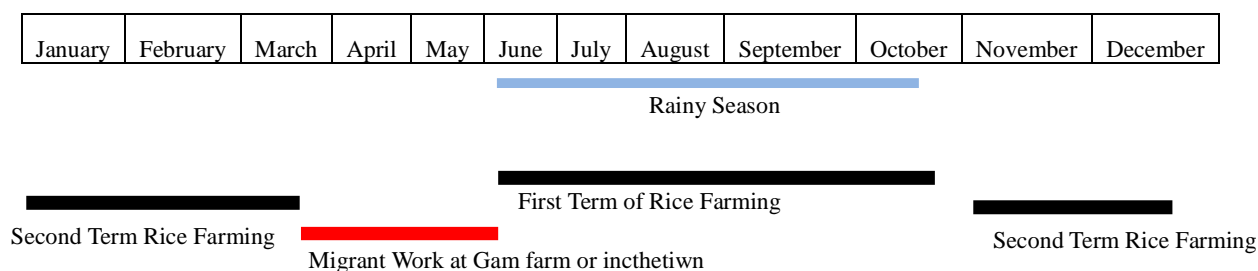 January February March April May June July August September October November December
Rainy Season
First Term of Rice Farming
Second Term Rice Farming
Second Term Rice Farming
Migrant Work at Gam farm or incthetiwn